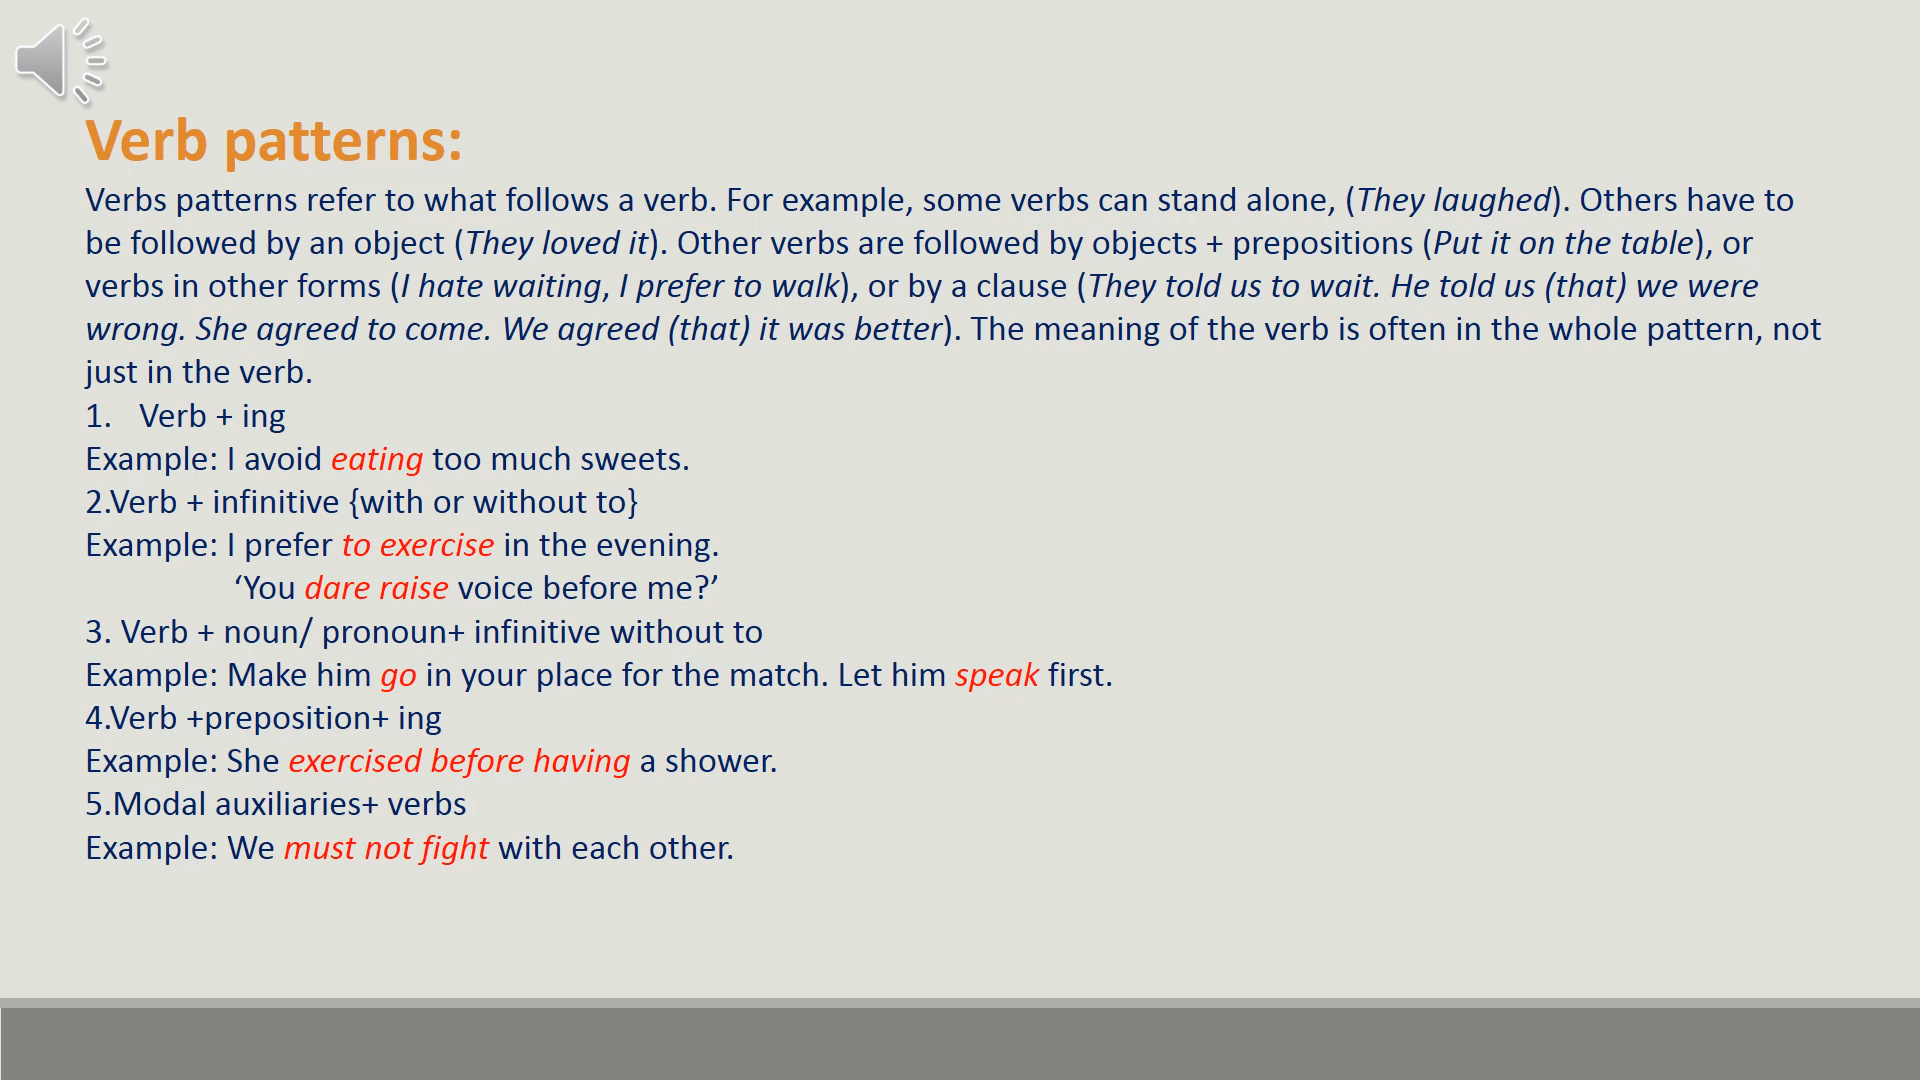 Verb patterns:
Verbs patterns refer to what follows a verb. For example, some verbs can stand alone, (They laughed). Others have to
be followed by an object (They loved it). Other verbs are followed by objects + prepositions (Put it on the table), or
verbs in other forms (I hate waiting, I prefer to walk), or by a clause (They told us to wait. He told us (that) we were
wrong. She agreed to come. We agreed (that) it was better). The meaning of the verb is often in the whole pattern, not
just in the verb.
1. Verb + ing
Example: I avoid eating too much sweets.
2.Verb + infinitive {with or without to}
Example: I prefer to exercise in the evening.
‘You dare raise voice before me?’
3. Verb + noun/ pronoun+ infinitive without to
Example: Make him go in your place for the match. Let him speak first.
4.Verb +preposition+ ing
Example: She exercised before having a shower.
5.Modal auxiliaries+ verbs
Example: We must not fight with each other.